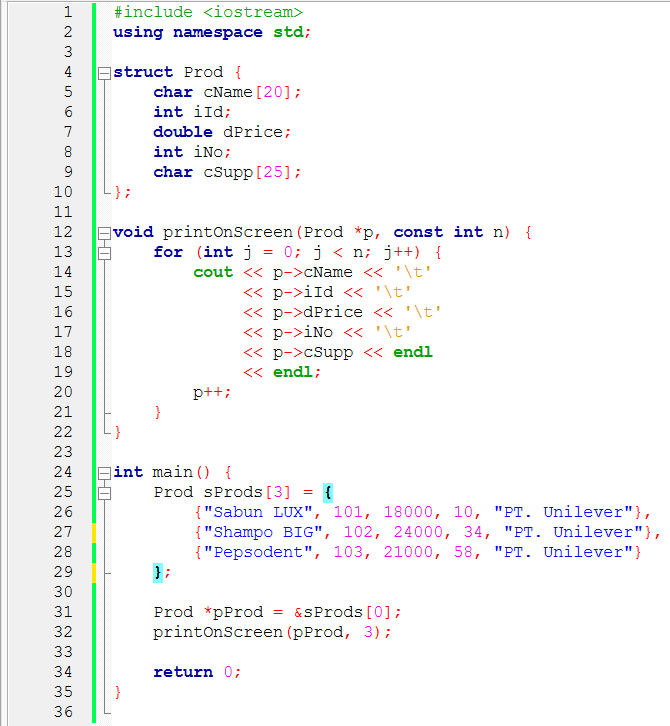 1 #include <iostream>
2 using namespace std;
3
4 struct Prod {
5 char cName[20];
6 int iId;
7 double dPrice;
8 int iNo;
9 char cSupp[25];
10 };
11
12 void printOnScreen(Prod *p, const int n) {
13 for (int j = 0; j < n; j++) {
14 cout << p->cName << '\t'
15 << p->iId << '\t'
16 << p->dPrice << '\t'
17 << p->iNo << '\t'
18 << p->cSupp << endl
19 << endl;
20 p++;
21 }
22 }
23
24 int main() {
25 Prod sProds[3] = {
26 {"Sabun LUX", 101, 18000, 10, "PT. Unilever"},
27 {"Shampo BIG", 102, 24000, 34, "PT. Unilever"},
28 {"Pepsodent", 103, 21000, 58, "PT. Unilever"}
29 };
30
31 Prod *pProd = &sProds[0];
32 printOnScreen(pProd, 3);
33
34 return 0;
35 }
36